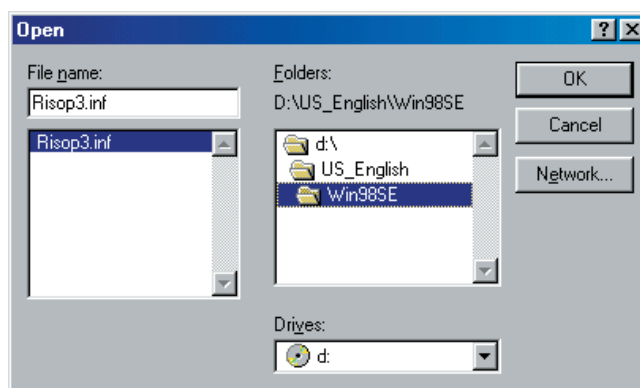 Open
File name:
Risop3.inf
Risop3.inf
Folders:
D:\US_English\Win98SE
d:\
US_English
Win98SE
Drives:
d:
OK
Cancel
Network...